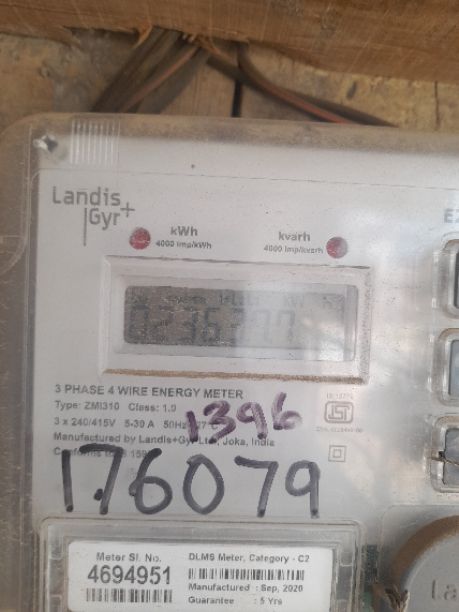 Landis
Gyr+
E
kWh
4000 imp/kWh
kvarh
4000 imp/kvarh
kW
3 PHASE 4 WIRE ENERGY METER
Type: ZMI310 Class: 1.0
3 x 240/415V 5-30 A 50Hz
1396
Manufactured by Landis+Gyr Ltd., Joka, India
176079
Meter Sl. No.
DLMS Meter, Category - C2
4694951
Manufactured : Sep, 2020
Guarantee : 5 Yrs
La